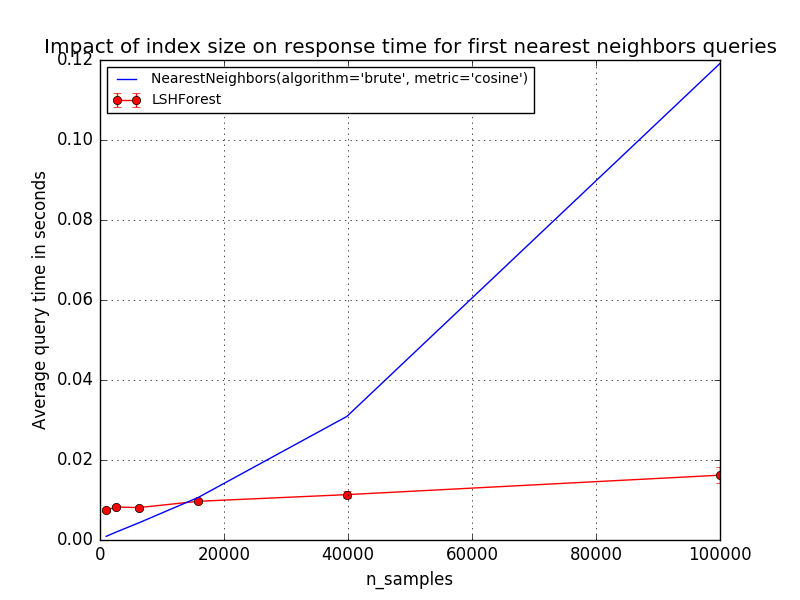 Impact of index size on response time for first nearest neighbors queries
0.12
NearestNeighbors(algorithm='brute', metric='cosine')
LSHForest
0.10
0.08
0.06
0.04
0.02
0.00
Average query time in seconds
0 20000 40000 60000 80000 100000
n_samples